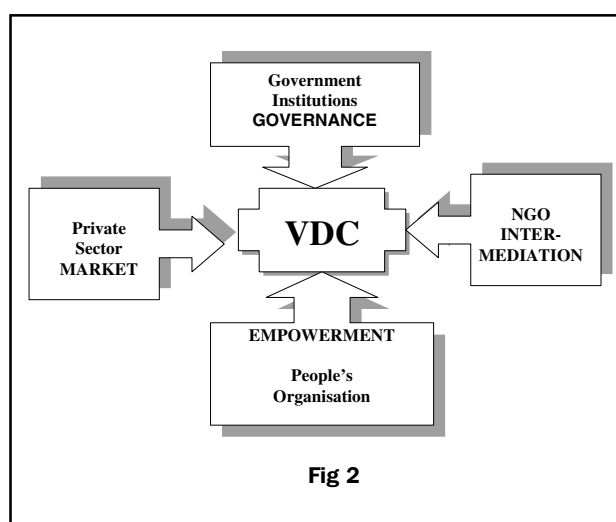 Government
Institutions
GOVERNANCE
Private
Sector
MARKET
VDC
NGO
INTER-
MEDIATION
EMPOWERMENT
People's
Organisation
Fig 2